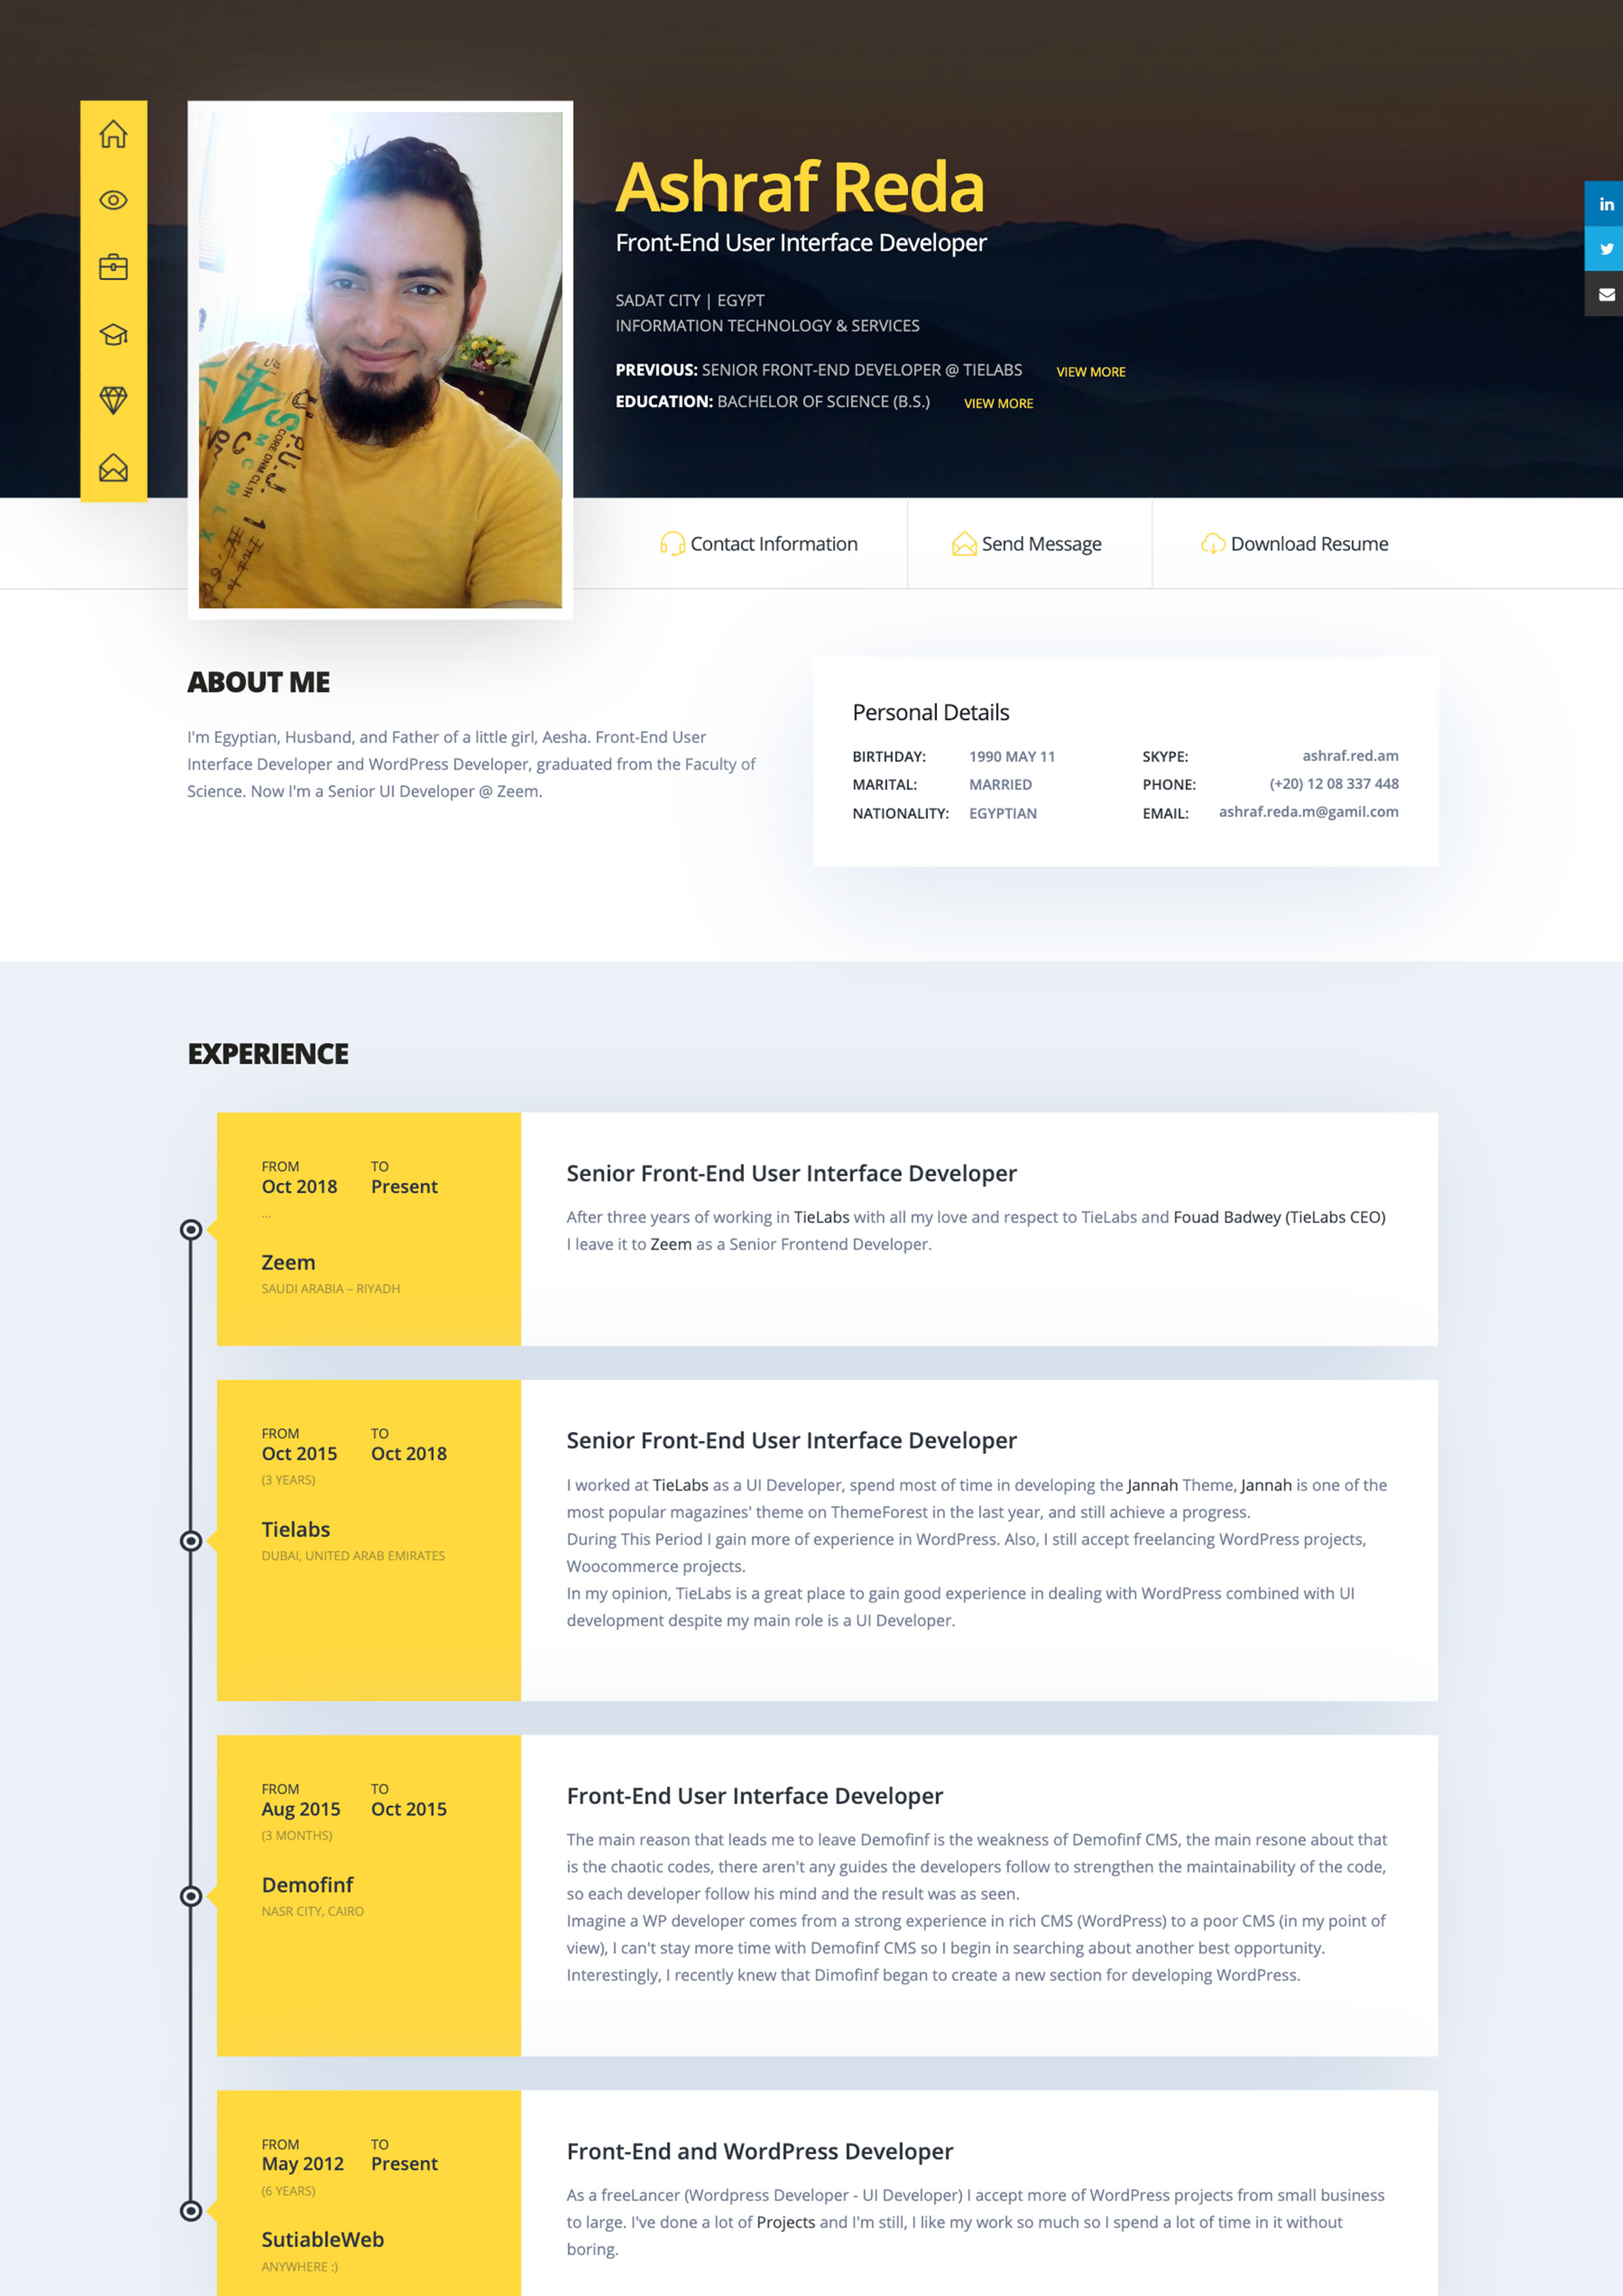 Ashraf Reda
Front-End User Interface Developer
SADAT CITY | EGYPT
INFORMATION TECHNOLOGY & SERVICES
PREVIOUS: SENIOR FRONT-END DEVELOPER @ TIELABS VIEW MORE
EDUCATION: BACHELOR OF SCIENCE (B.S.) VIEW MORE
in
CORE DNM CL1H
Contact Information
Send Message
Download Resume
ABOUT ME
I'm Egyptian, Husband, and Father of a little girl, Aesha. Front-End User
Interface Developer and WordPress Developer, graduated from the Faculty of
Science. Now I'm a Senior UI Developer @ Zeem.
Personal Details
BIRTHDAY: 1990 MAY 11
MARITAL: MARRIED
NATIONALITY: EGYPTIAN
SKYPE: ashraf.red.am
PHONE: (+20) 12 08 337 448
EMAIL: ashraf.reda.m@gamil.com
EXPERIENCE
FROM TO
Oct 2018 Present
...
Zeem
SAUDI ARABIA – RIYADH
Senior Front-End User Interface Developer
After three years of working in TieLabs with all my love and respect to TieLabs and Fouad Badwey (TieLabs CEO)
I leave it to Zeem as a Senior Frontend Developer.
FROM TO
Oct 2015 Oct 2018
(3 YEARS)
Tielabs
DUBAI, UNITED ARAB EMIRATES
Senior Front-End User Interface Developer
I worked at TieLabs as a UI Developer, spend most of time in developing the Jannah Theme, Jannah is one of the
most popular magazines' theme on ThemeForest in the last year, and still achieve a progress.
During This Period I gain more of experience in WordPress. Also, I still accept freelancing WordPress projects,
Woocommerce projects.
In my opinion, TieLabs is a great place to gain good experience in dealing with WordPress combined with UI
development despite my main role is a UI Developer.
FROM TO
Aug 2015 Oct 2015
(3 MONTHS)
Demofinf
NASR CITY, CAIRO
Front-End User Interface Developer
The main reason that leads me to leave Demofinf is the weakness of Demofinf CMS, the main resone about that
is the chaotic codes, there aren't any guides the developers follow to strengthen the maintainability of the code,
so each developer follow his mind and the result was as seen.
Imagine a WP developer comes from a strong experience in rich CMS (WordPress) to a poor CMS (in my point of
view), I can't stay more time with Demofinf CMS so I begin in searching about another best opportunity.
Interestingly, I recently knew that Dimofinf began to create a new section for developing WordPress.
FROM TO
May 2012 Present
(6 YEARS)
SutiableWeb
ANYWHERE :)
Front-End and WordPress Developer
As a freeLancer (Wordpress Developer - UI Developer) I accept more of WordPress projects from small business
to large. I've done a lot of Projects and I'm still, I like my work so much so I spend a lot of time in it without
boring.